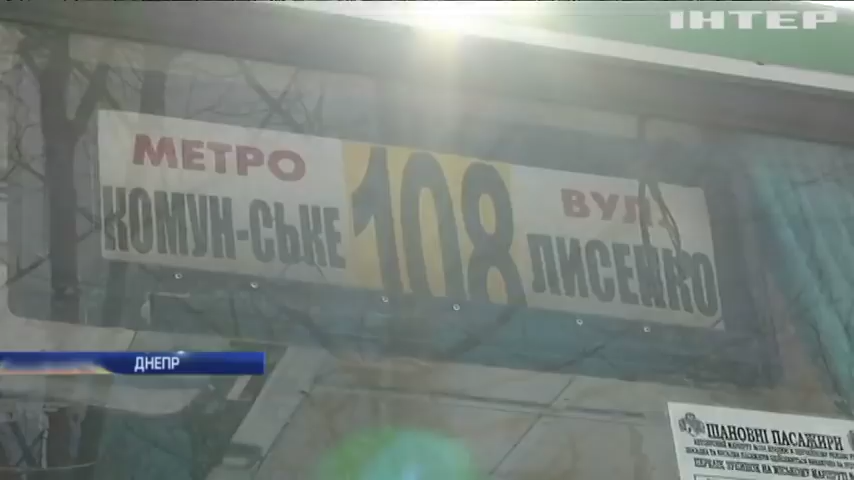 ІНТЕР
МЕТРО
КОМУН-СЬКЕ
108
ВУЛ.
ЛИСЕНКО
ДНЕПР
ШАНОВНІ ПАСАЖИРИ